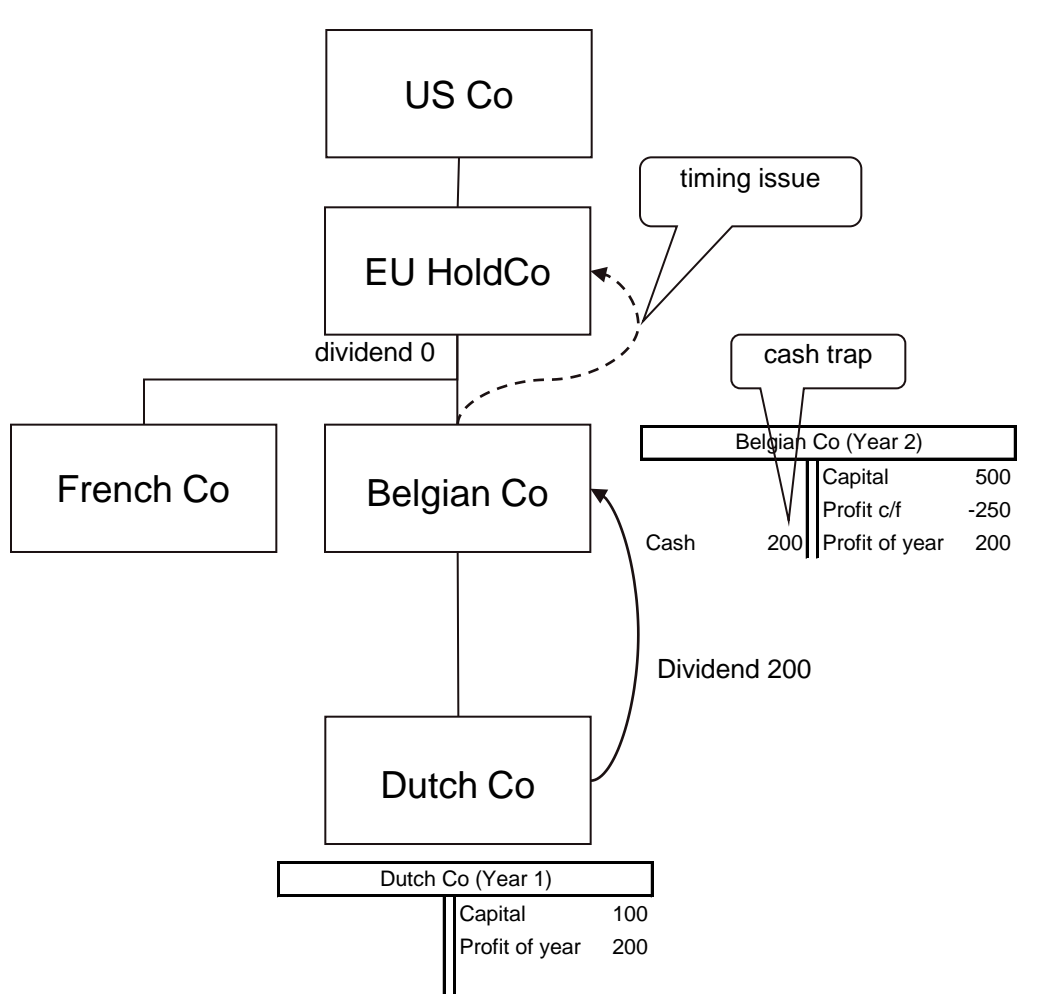 US Co
timing issue
EU HoldCo
dividend 0
cash trap
French Co
Belgian Co
Belgian Co (Year 2)
Capital 500
Profit c/f -250
Cash 200 Profit of year 200
Dividend 200
Dutch Co
Dutch Co (Year 1)
Capital 100
Profit of year 200